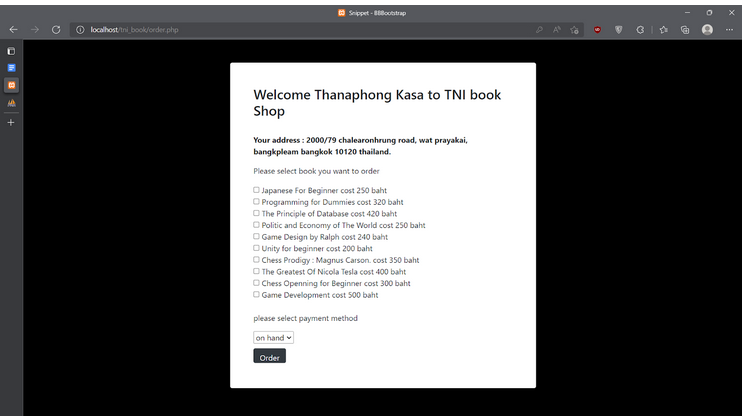 Snippet - BBBootstrap
localhost/tni_book/order.php
Welcome Thanaphong Kasa to TNI book
Shop
Your address : 2000/79 chalearonhrung road, wat prayakai,
bangkpleam bangkok 10120 thailand.
Please select book you want to order
Japanese For Beginner cost 250 baht
Programming for Dummies cost 320 baht
The Principle of Database cost 420 baht
Politic and Economy of The World cost 250 baht
Game Design by Ralph cost 240 baht
Unity for beginner cost 200 baht
Chess Prodigy : Magnus Carson. cost 350 baht
The Greatest Of Nicola Tesla cost 400 baht
Chess Openning for Beginner cost 300 baht
Game Development cost 500 baht
please select payment method
on hand
Order